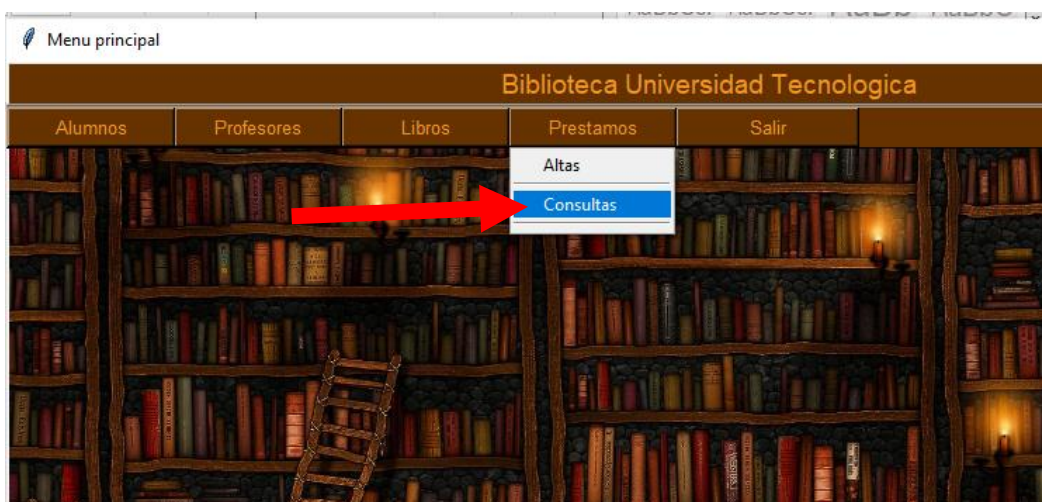 Menu principal
Biblioteca Universidad Tecnologica
Alumnos Profesores Libros Prestamos Salir
Altas
Consultas